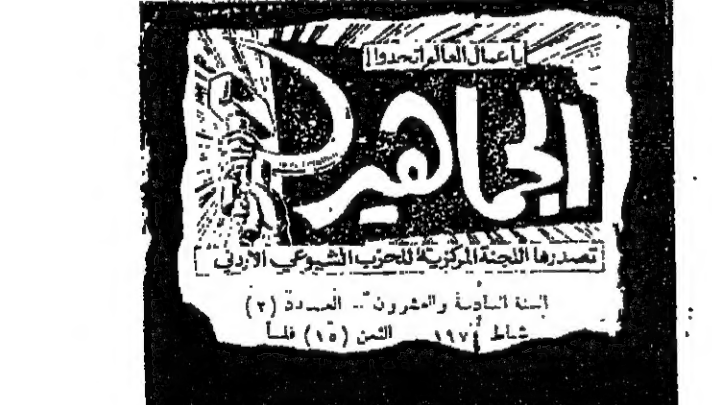 يا عمال العالم اتحدوا!
الجماهير
تصدرها اللجنة المركزية للحزب الشيوعي الاردني
السنة السادسة والعشرون - العدد (٢)
شباط الثمن (١٥) فلسا